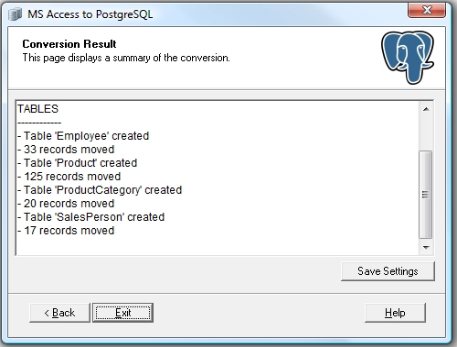 MS Access to PostgreSQL
Conversion Result
This page displays a summary of the conversion.
TABLES
------------
- Table 'Employee' created
- 33 records moved
- Table 'Product' created
- 125 records moved
- Table 'ProductCategory' created
- 20 records moved
- Table 'SalesPerson' created
- 17 records moved
Save Settings
< Back
Exit
Help